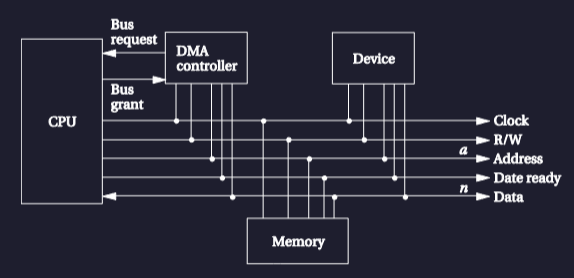 Bus
request
DMA
controller
Device
Bus
grant
CPU
Clock
R/W
a
Address
Date ready
n
Data
Memory